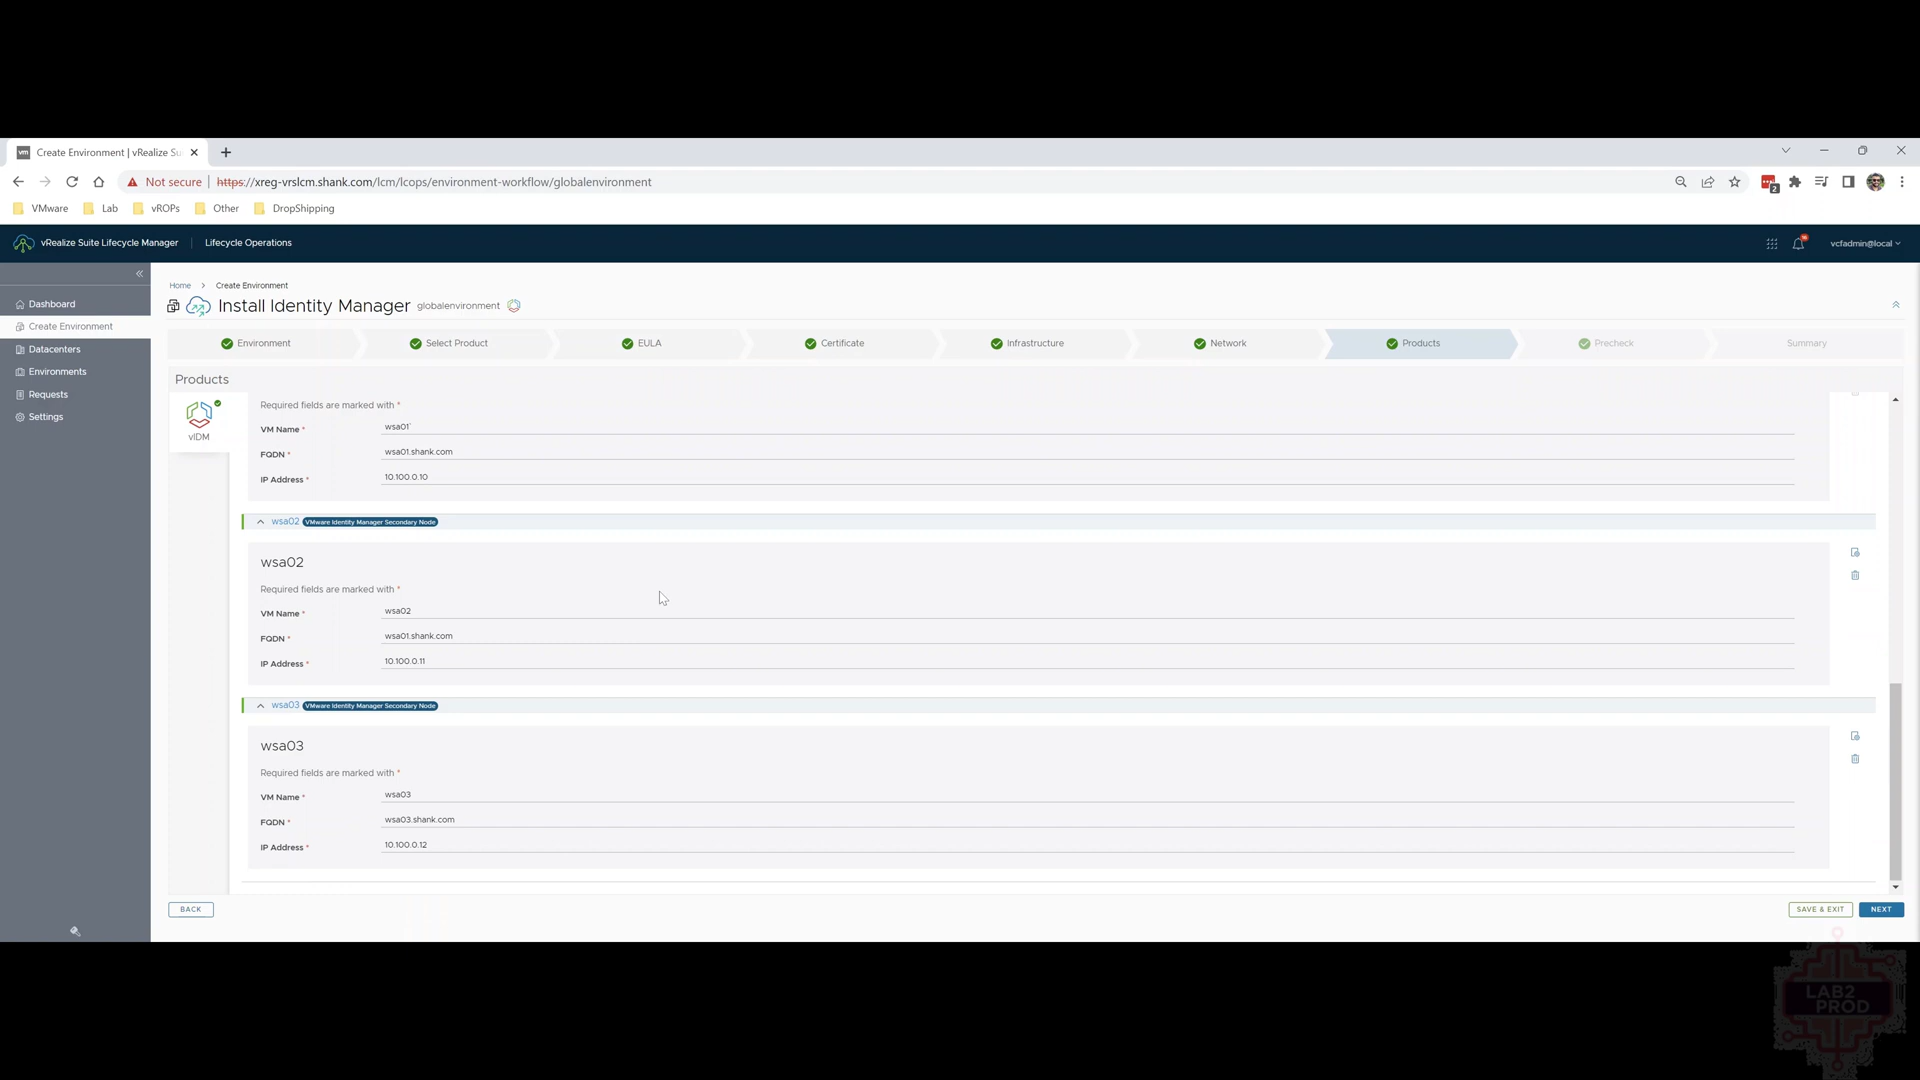 Create Environment | vRealize Su
Not secure
https://xreg-vrslcm.shank.com/lcm/lcops/environment-workflow/globalenvironment
2
VMware
Lab
vROPs
Other
DropShipping
vRealize Suite Lifecycle Manager
Lifecycle Operations
vcfadmin@local
Dashboard
Create Environment
Datacenters
Environments
Requests
Settings
Home > Create Environment
Install Identity Manager globalenvironment
Environment
Select Product
EULA
Certificate
Infrastructure
Network
Products
Precheck
Summary
Products
vIDM
Required fields are marked with *
VM Name * wsa01`
FQDN * wsa01.shank.com
IP Address * 10.100.0.10
wsa02 VMware Identity Manager Secondary Node
wsa02
Required fields are marked with *
VM Name * wsa02
FQDN * wsa01.shank.com
IP Address * 10.100.0.11
wsa03 VMware Identity Manager Secondary Node
wsa03
Required fields are marked with *
VM Name * wsa03
FQDN * wsa03.shank.com
IP Address * 10.100.0.12
BACK
SAVE & EXIT
NEXT
LAB2
PROD